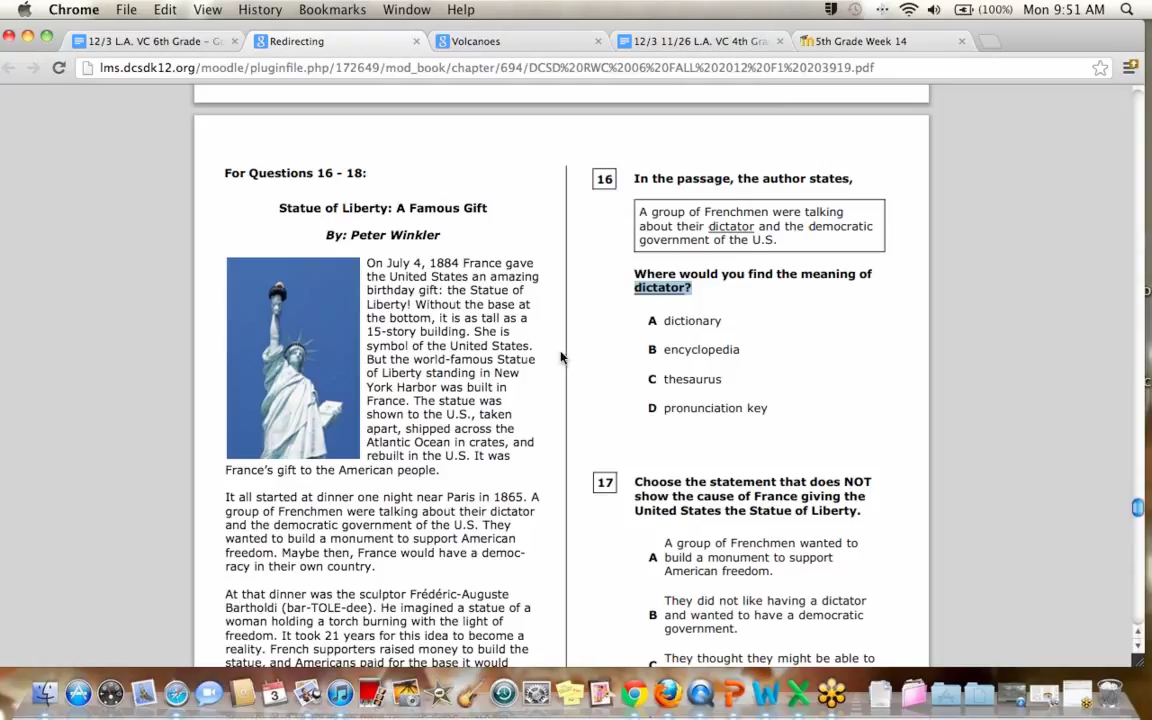 Chrome File Edit View History Bookmarks Window Help (100%) Mon 9:51 AM
12/3 L.A. VC 6th Grade – G
Redirecting
Volcanoes
12/3 11/26 L.A. VC 4th Gra
5th Grade Week 14
lms.dcsdk12.org/moodle/pluginfile.php/172649/mod_book/chapter/694/DCSD%20RWC%2006%20FALL%202012%20F1%203919.pdf
For Questions 16 - 18:
Statue of Liberty: A Famous Gift
By: Peter Winkler
On July 4, 1884 France gave
the United States an amazing
birthday gift: the Statue of
Liberty! Without the base at
the bottom, it is as tall as a
15-story building. She is
symbol of the United States.
But the world-famous Statue
of Liberty standing in New
York Harbor was built in
France. The statue was
shown to the U.S., taken
apart, shipped across the
Atlantic Ocean in crates, and
rebuilt in the U.S. It was
France's gift to the American people.
It all started at dinner one night near Paris in 1865. A
group of Frenchmen were talking about their dictator
and the democratic government of the U.S. They
wanted to build a monument to support American
freedom. Maybe then, France would have a democ-
racy in their own country.
At that dinner was the sculptor Frédéric-Auguste
Bartholdi (bar-TOLE-dee). He imagined a statue of a
woman holding a torch burning with the light of
freedom. It took 21 years for this idea to become a
reality. French supporters raised money to build the
statue, and Americans paid for the base it would
16 In the passage, the author states,
A group of Frenchmen were talking
about their dictator and the democratic
government of the U.S.
Where would you find the meaning of
dictator?
A dictionary
B encyclopedia
C thesaurus
D pronunciation key
17 Choose the statement that does NOT
show the cause of France giving the
United States the Statue of Liberty.
A group of Frenchmen wanted to
A build a monument to support
American freedom.
They did not like having a dictator
B and wanted to have a democratic
government.
C They thought they might be able to
3